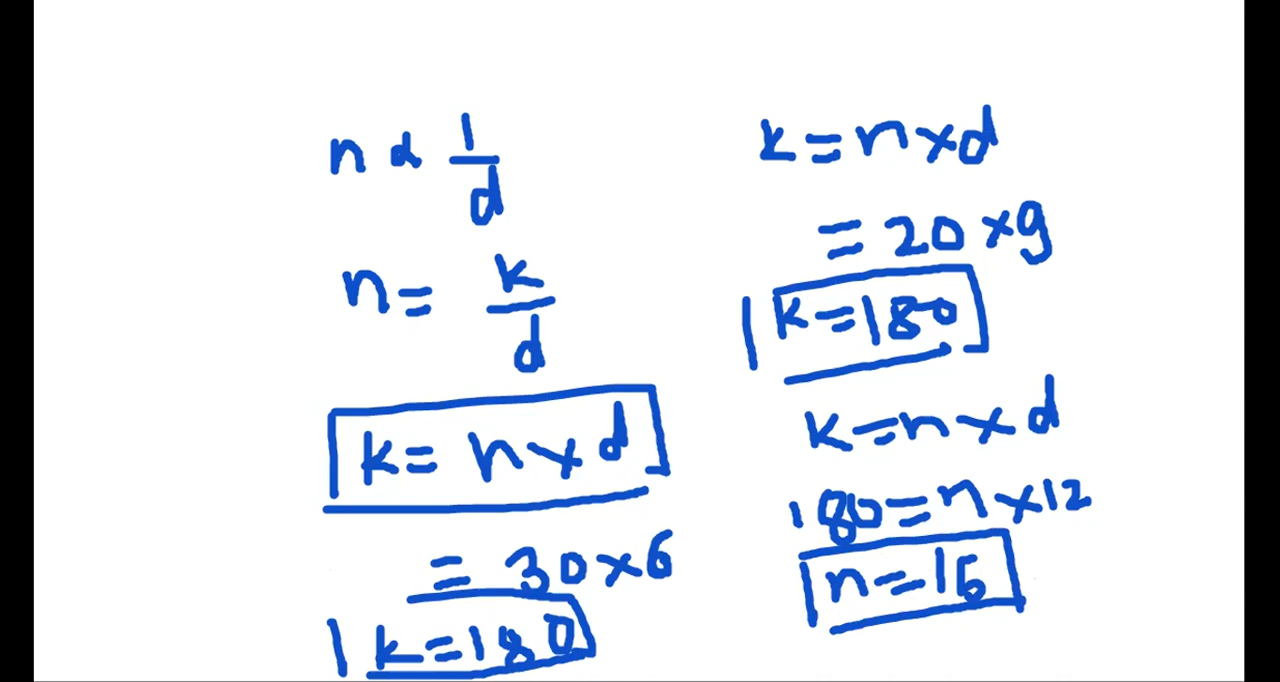 n ∝ 1/d
n = k/d
k = n × d
= 30 × 6
k = 180
k = n × d
= 20 × 9
k = 180
k = n × d
180 = n × 12
n = 15